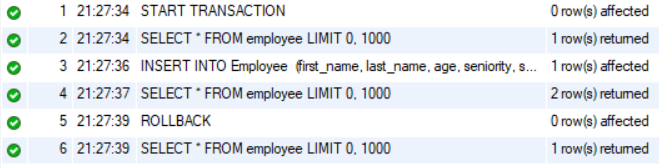 1 21:27:34 START TRANSACTION 0 row(s) affected
2 21:27:34 SELECT * FROM employee LIMIT 0, 1000 1 row(s) returned
3 21:27:36 INSERT INTO Employee (first_name, last_name, age, seniority, s... 1 row(s) affected
4 21:27:37 SELECT * FROM employee LIMIT 0, 1000 2 row(s) returned
5 21:27:39 ROLLBACK 0 row(s) affected
6 21:27:39 SELECT * FROM employee LIMIT 0, 1000 1 row(s) returned